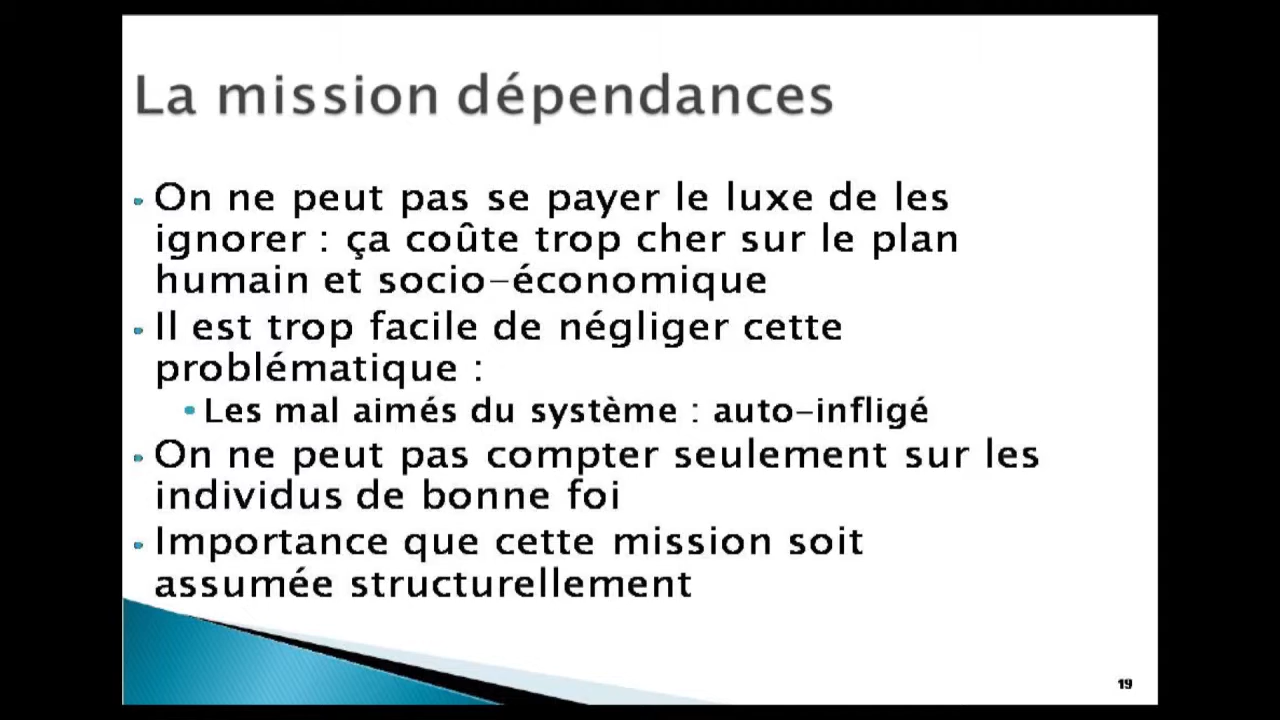 La mission dépendances
On ne peut pas se payer le luxe de les
ignorer : ça coûte trop cher sur le plan
humain et socio-économique
Il est trop facile de négliger cette
problématique :
Les mal aimés du système : auto-infligé
On ne peut pas compter seulement sur les
individus de bonne foi
Importance que cette mission soit
assumée structurellement
19